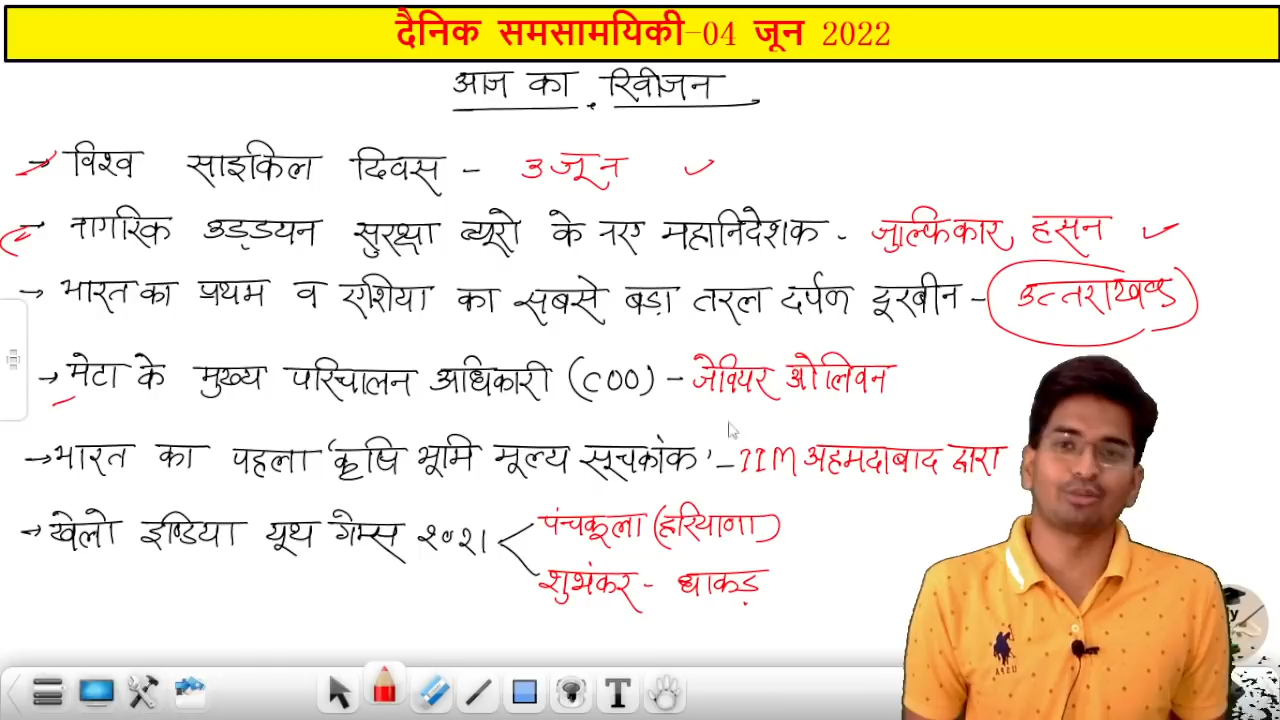 दैनिक समसामयिकी-04 जून 2022
आज का रिवीजन
→ विश्व साइकिल दिवस - 3 जून
→ नागरिक उड्डयन सुरक्षा ब्यूरो के नए महानिदेशक - जुल्फिकार हसन
→ भारत का प्रथम व एशिया का सबसे बड़ा तरल दर्पण दूरबीन - उत्तराखण्ड
→ मेटा के मुख्य परिचालन अधिकारी (COO) - जेवियर ओलिवन
→ भारत का पहला 'कृषि भूमि मूल्य सूचकांक' - IIM अहमदाबाद द्वारा
→ खेलो इण्डिया यूथ गेम्स २०२१
पंचकूला (हरियाणा)
शुभंकर - धाकड़
USPA